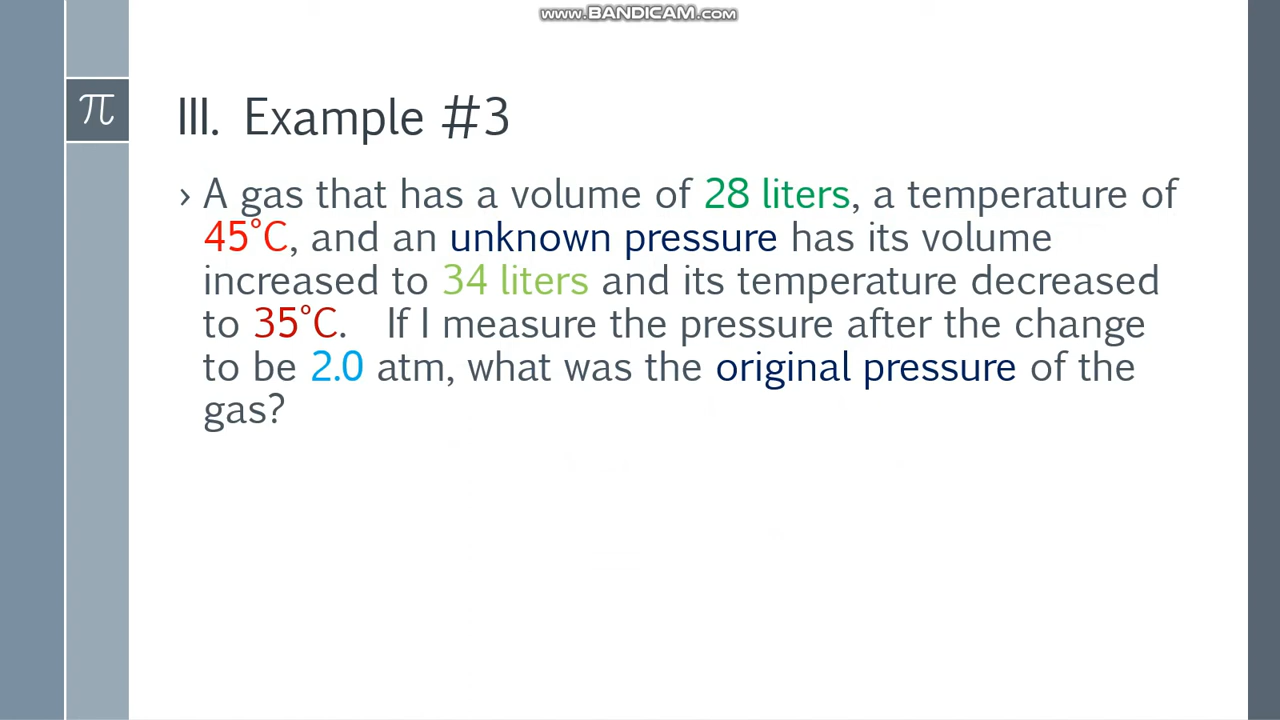 www.BANDICAM.com
π
III. Example #3
› A gas that has a volume of 28 liters, a temperature of
45°C, and an unknown pressure has its volume
increased to 34 liters and its temperature decreased
to 35°C. If I measure the pressure after the change
to be 2.0 atm, what was the original pressure of the
gas?